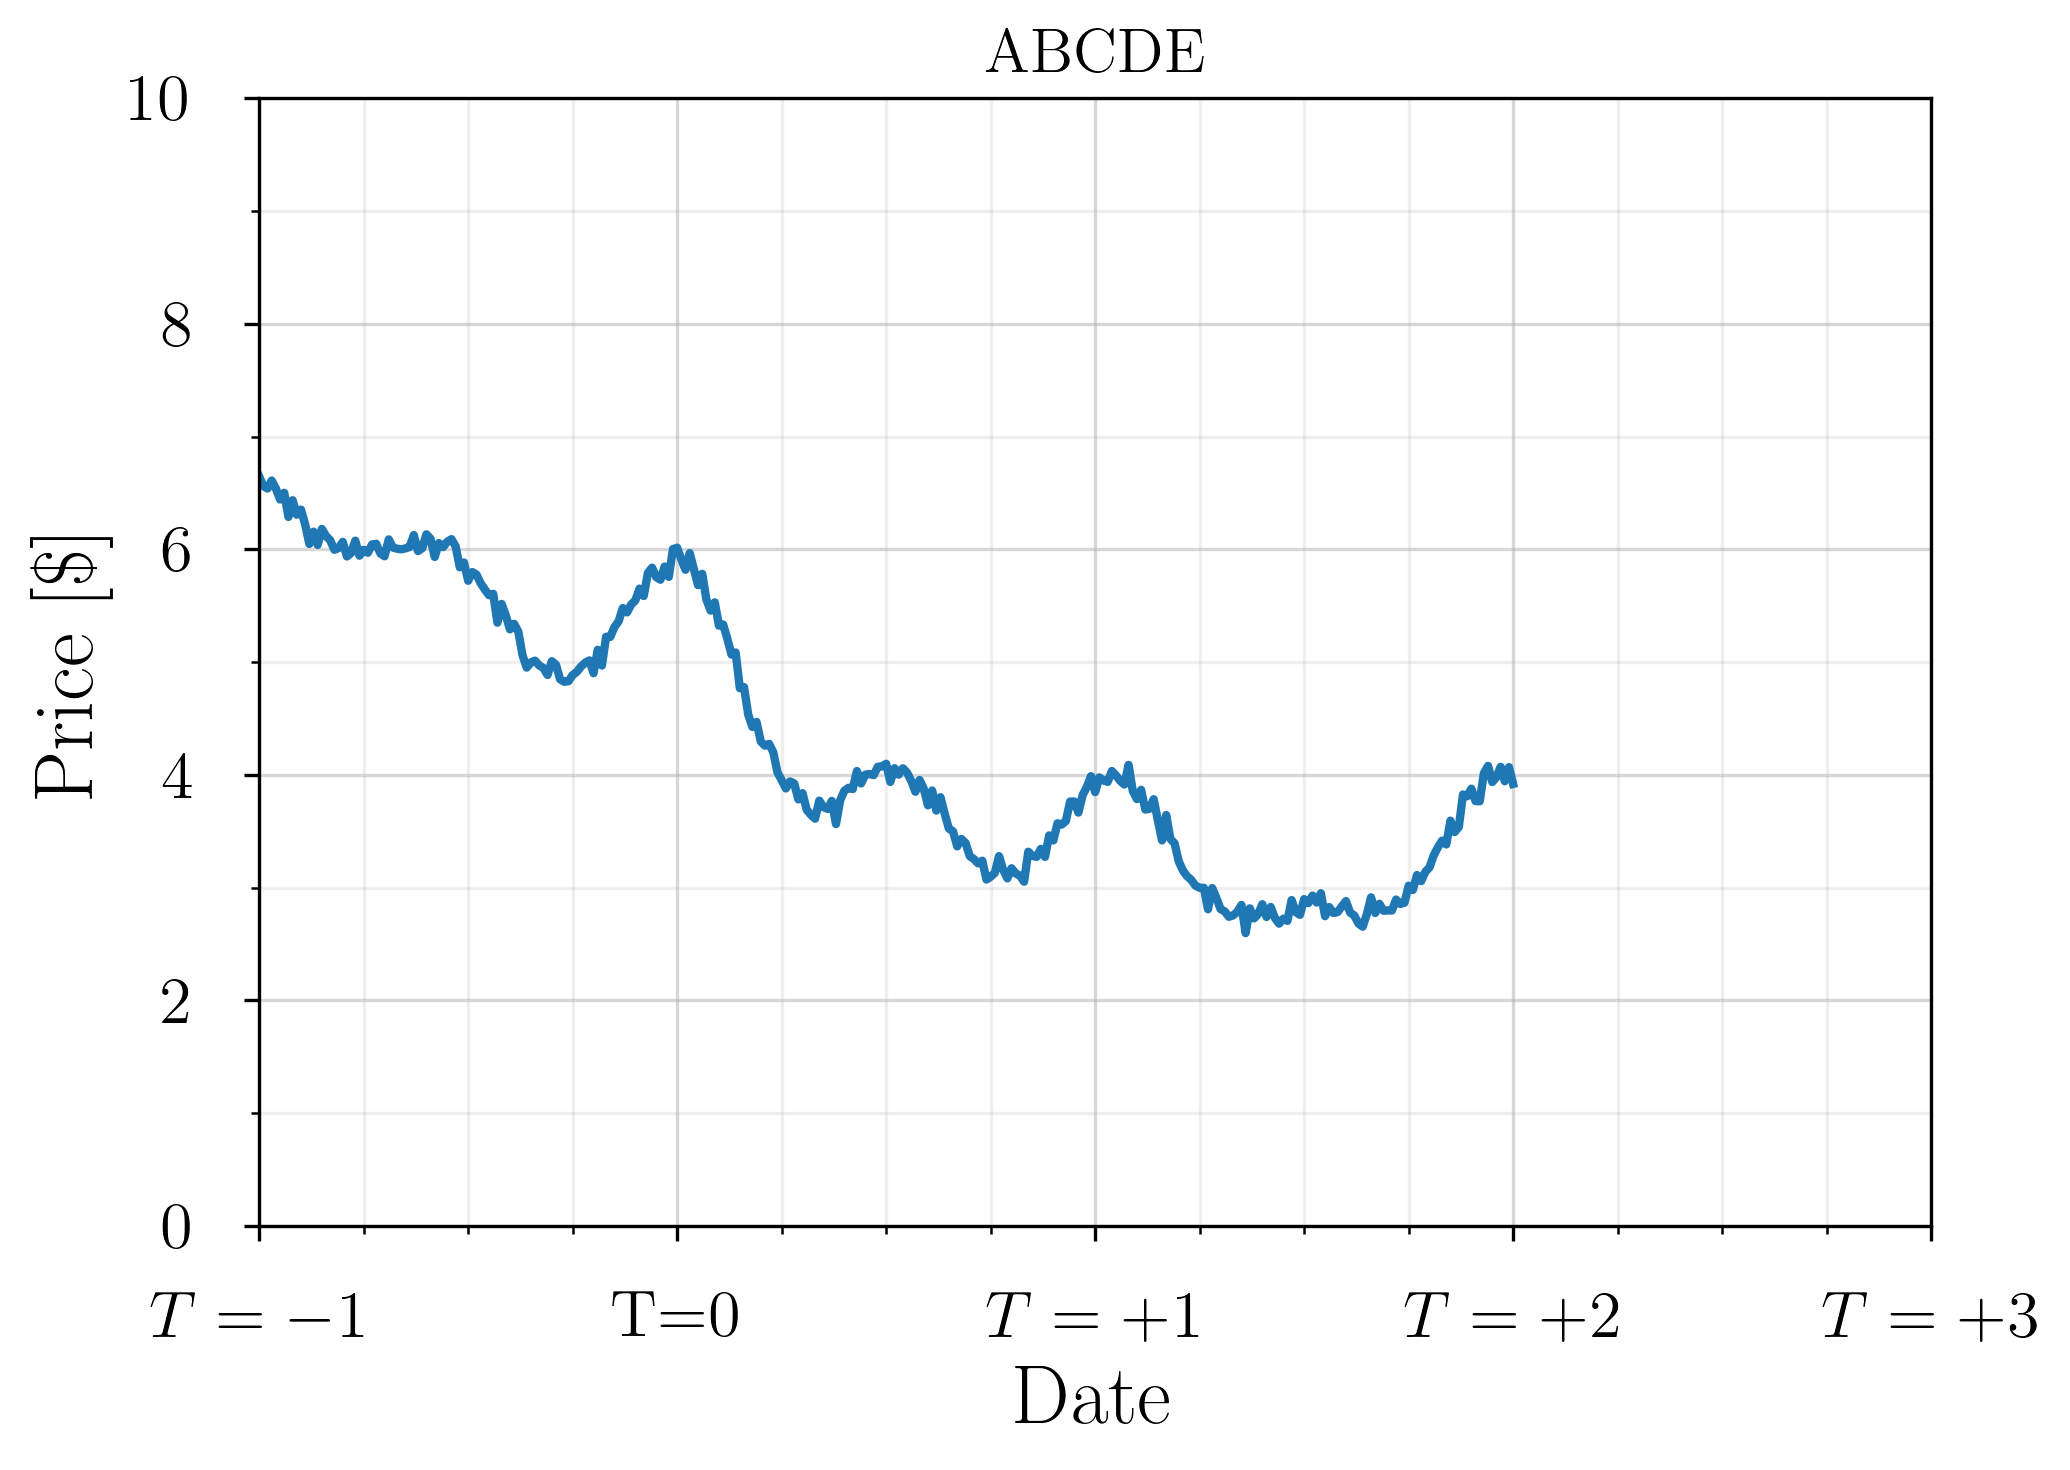 ABCDE
10
8
6
4
2
0
Price [$]
T = −1 T=0 T = +1 T = +2 T = +3
Date